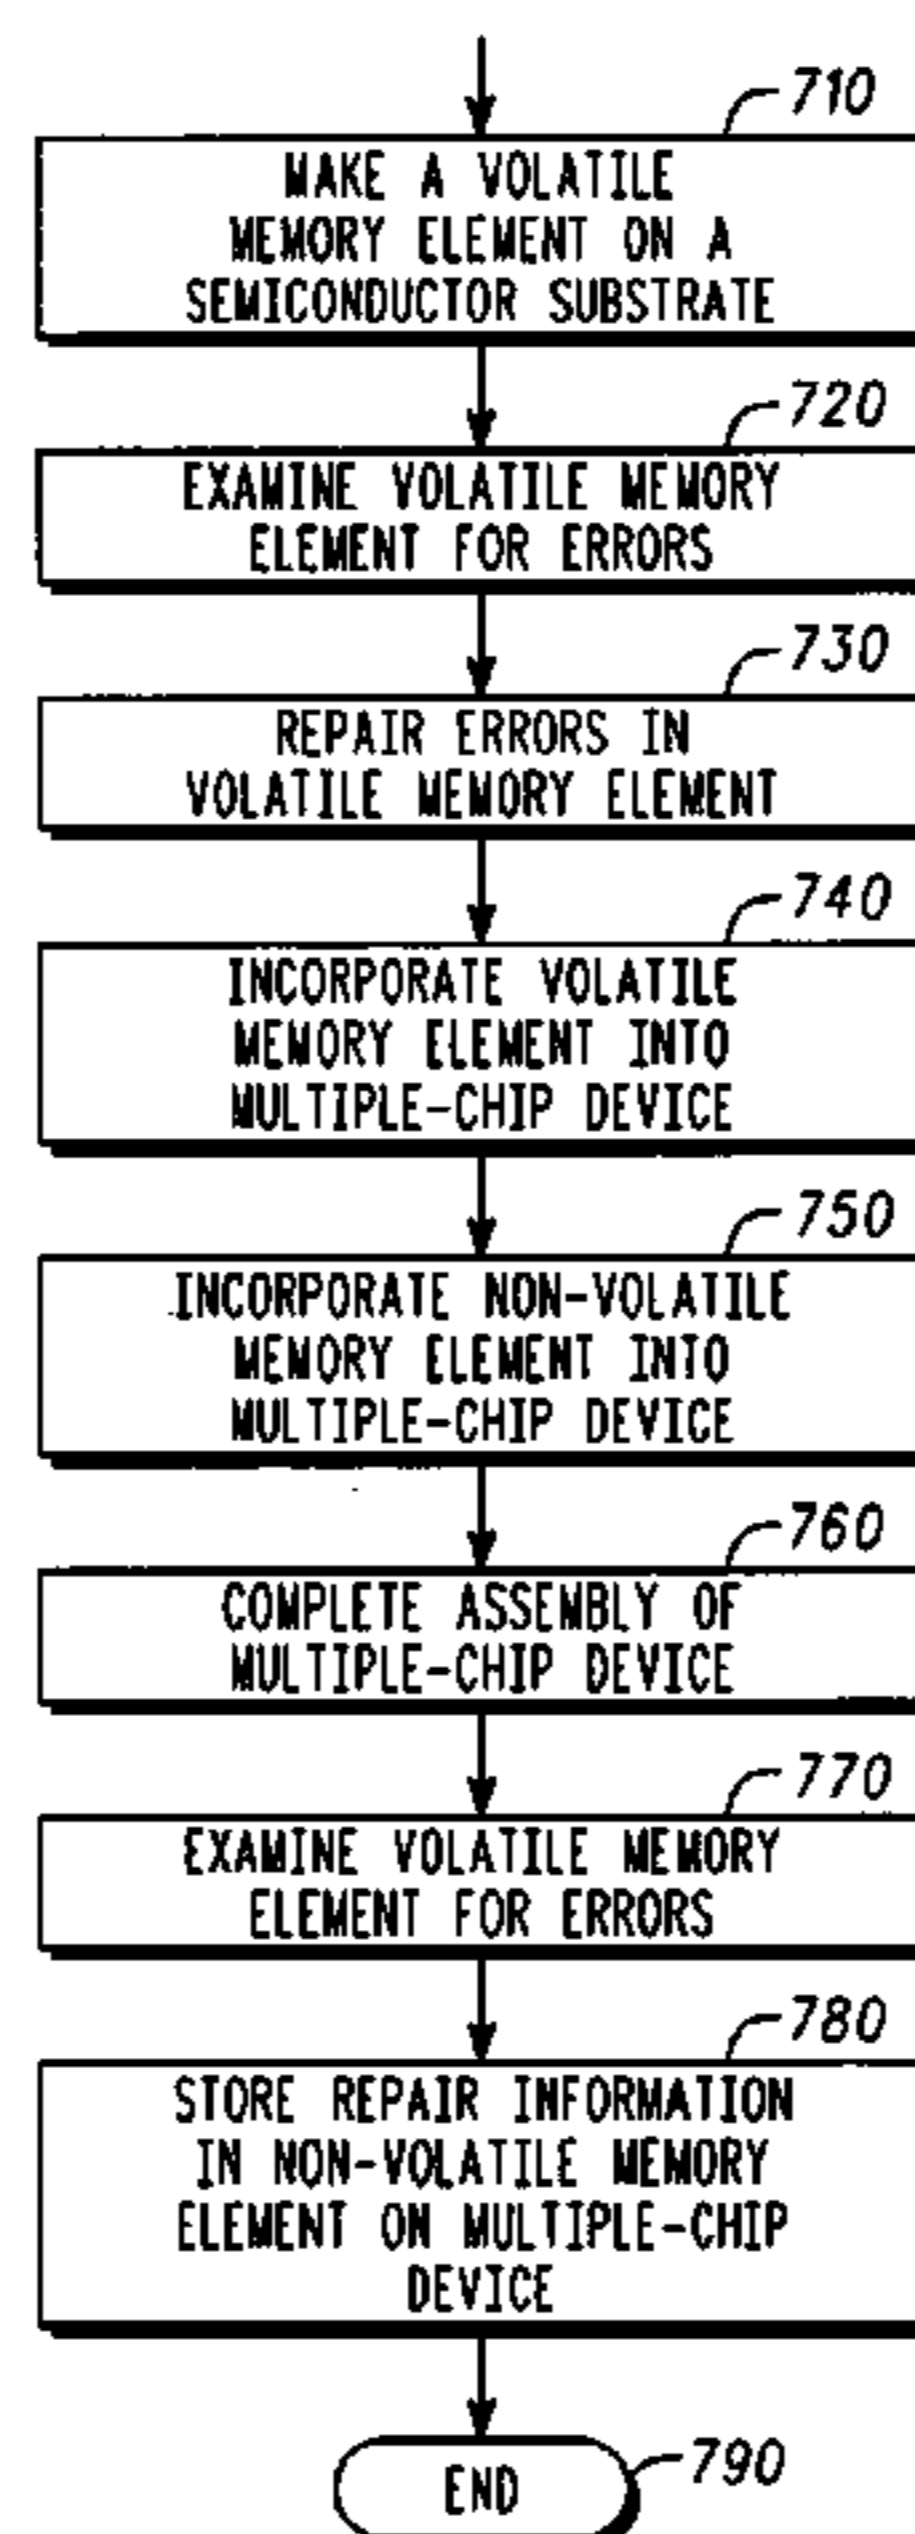 710
MAKE A VOLATILE
MEMORY ELEMENT ON A
SEMICONDUCTOR SUBSTRATE
720
EXAMINE VOLATILE MEMORY
ELEMENT FOR ERRORS
730
REPAIR ERRORS IN
VOLATILE MEMORY ELEMENT
740
INCORPORATE VOLATILE
MEMORY ELEMENT INTO
MULTIPLE-CHIP DEVICE
750
INCORPORATE NON-VOLATILE
MEMORY ELEMENT INTO
MULTIPLE-CHIP DEVICE
760
COMPLETE ASSEMBLY OF
MULTIPLE-CHIP DEVICE
770
EXAMINE VOLATILE MEMORY
ELEMENT FOR ERRORS
780
STORE REPAIR INFORMATION
IN NON-VOLATILE MEMORY
ELEMENT ON MULTIPLE-CHIP
DEVICE
790
END